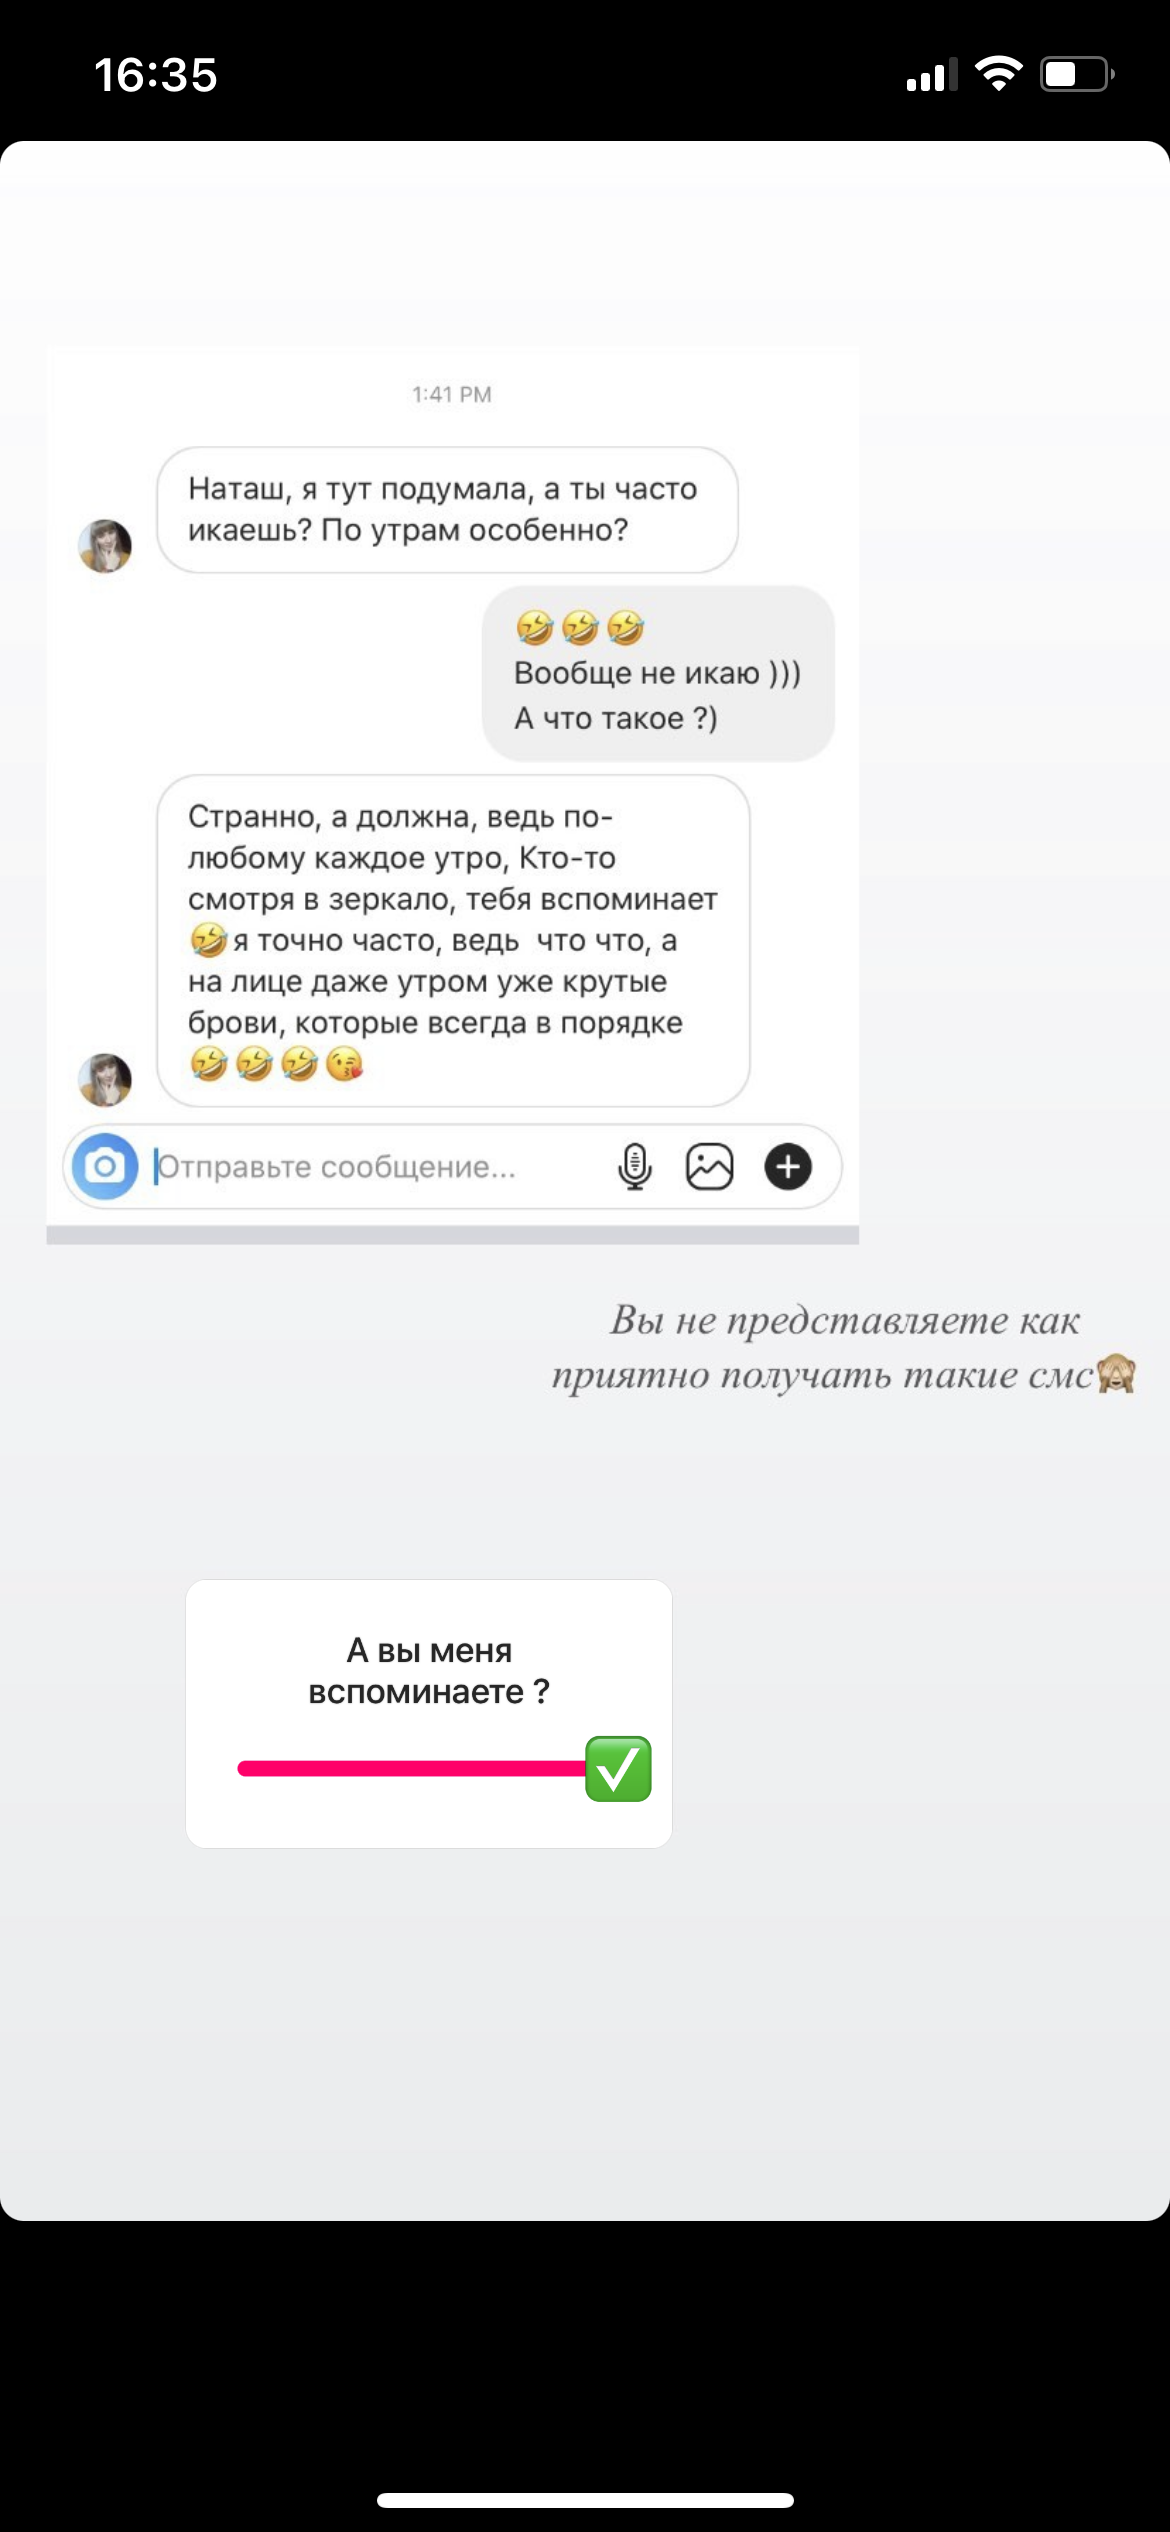 16:35
1:41 PM
Наташ, я тут подумала, а ты часто
икаешь? По утрам особенно?
🤣🤣🤣
Вообще не икаю )))
А что такое ?)
Странно, а должна, ведь по-
любому каждое утро, Кто-то
смотря в зеркало, тебя вспоминает
🤣я точно часто, ведь  что что, а
на лице даже утром уже крутые
брови, которые всегда в порядке
🤣🤣🤣😘
Отправьте сообщение...
Вы не представляете как
приятно получать такие смс🙈
А вы меня
вспоминаете ?
✅